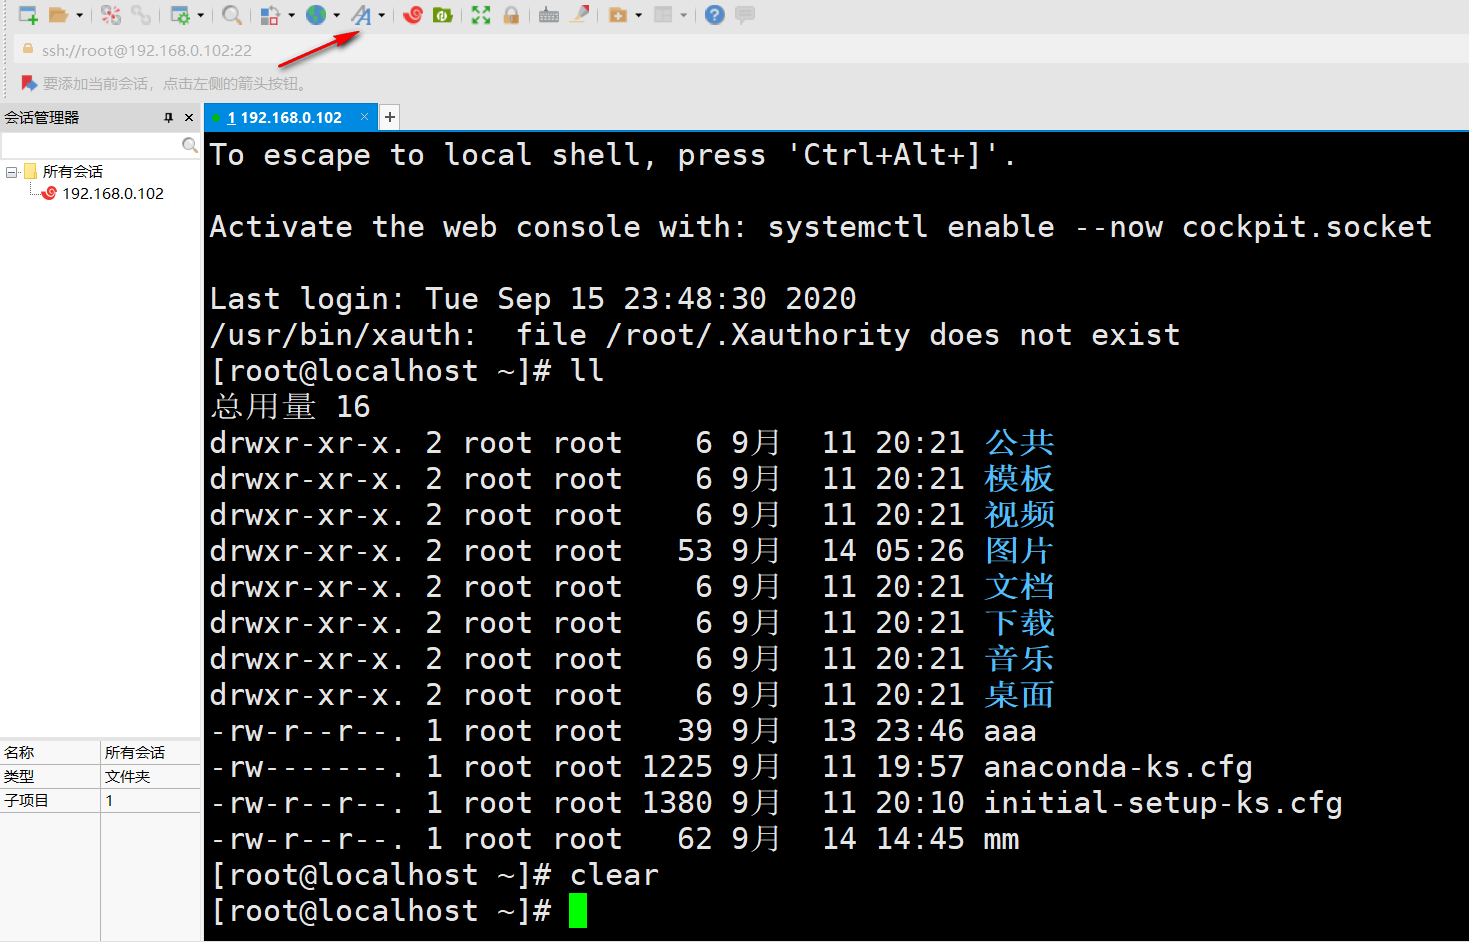 ssh://root@192.168.0.102:22
要添加当前会话，点击左侧的箭头按钮。
会话管理器
1 192.168.0.102 × +
所有会话
192.168.0.102
To escape to local shell, press 'Ctrl+Alt+]'.
Activate the web console with: systemctl enable --now cockpit.socket
Last login: Tue Sep 15 23:48:30 2020
/usr/bin/xauth:  file /root/.Xauthority does not exist
[root@localhost ~]# ll
总用量 16
drwxr-xr-x. 2 root root    6 9月  11 20:21 公共
drwxr-xr-x. 2 root root    6 9月  11 20:21 模板
drwxr-xr-x. 2 root root    6 9月  11 20:21 视频
drwxr-xr-x. 2 root root   53 9月  14 05:26 图片
drwxr-xr-x. 2 root root    6 9月  11 20:21 文档
drwxr-xr-x. 2 root root    6 9月  11 20:21 下载
drwxr-xr-x. 2 root root    6 9月  11 20:21 音乐
drwxr-xr-x. 2 root root    6 9月  11 20:21 桌面
-rw-r--r--. 1 root root   39 9月  13 23:46 aaa
-rw-------. 1 root root 1225 9月  11 19:57 anaconda-ks.cfg
-rw-r--r--. 1 root root 1380 9月  11 20:10 initial-setup-ks.cfg
-rw-r--r--. 1 root root   62 9月  14 14:45 mm
[root@localhost ~]# clear
[root@localhost ~]#
名称 所有会话
类型 文件夹
子项目 1